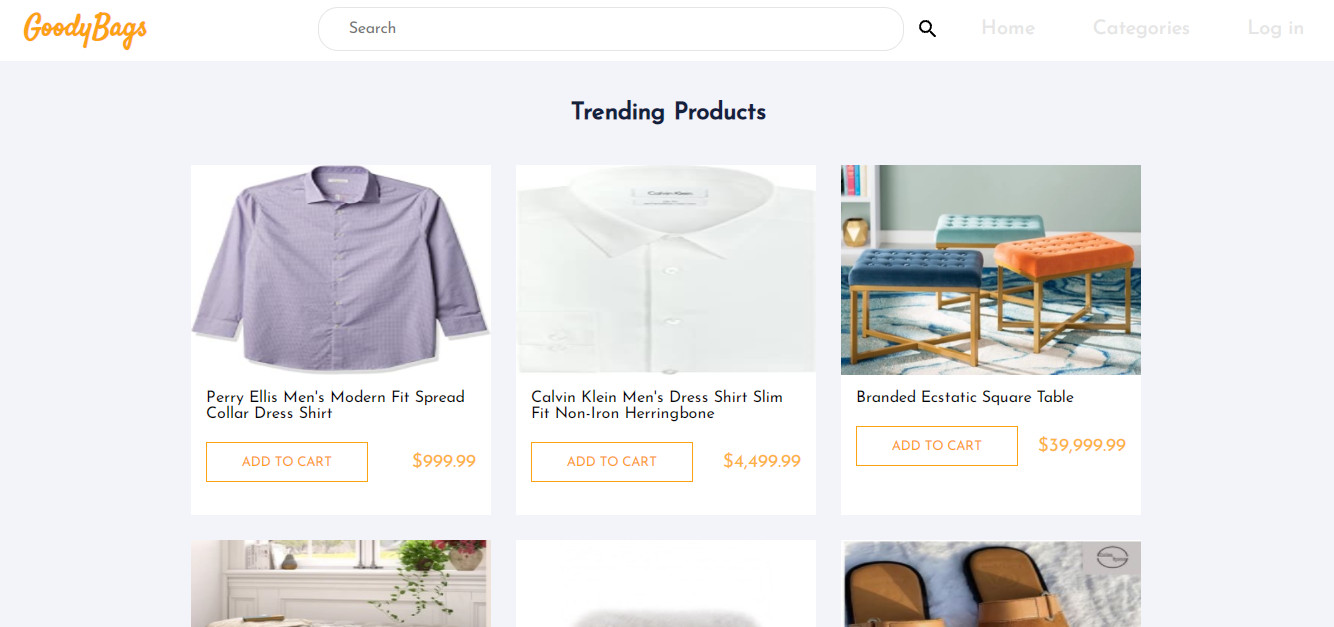 GoodyBags
Search
Home
Categories
Log in
Trending Products
Calvin Klein
Perry Ellis Men's Modern Fit Spread
Collar Dress Shirt
ADD TO CART
$999.99
Calvin Klein Men's Dress Shirt Slim
Fit Non-Iron Herringbone
ADD TO CART
$4,499.99
Branded Ecstatic Square Table
ADD TO CART
$39,999.99